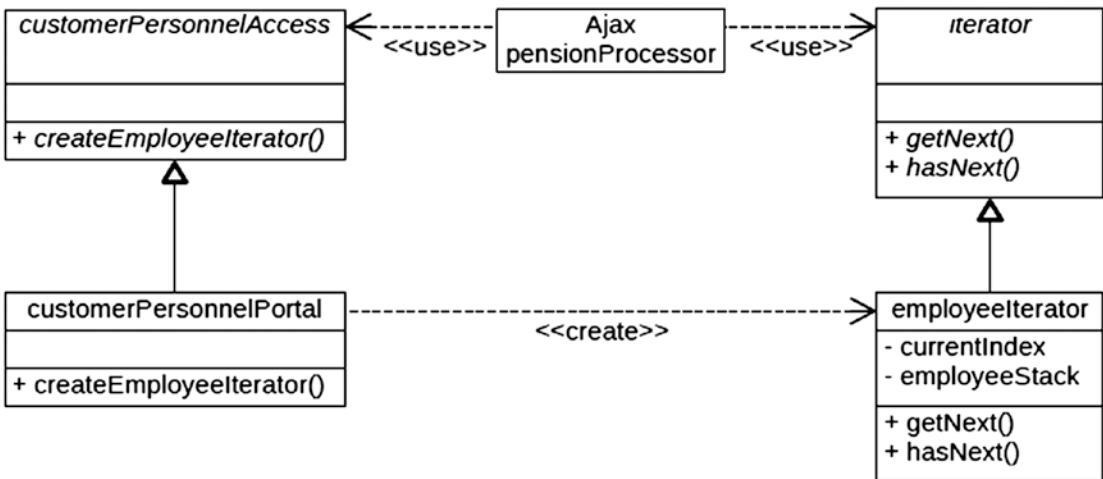 customerPersonnelAccess
+ createEmployeeIterator()
<<use>>
Ajax
pensionProcessor
<<use>>
Iterator
+ getNext()
+ hasNext()
customerPersonnelPortal
+ createEmployeeIterator()
<<create>>
employeeIterator
- currentIndex
- employeeStack
+ getNext()
+ hasNext()